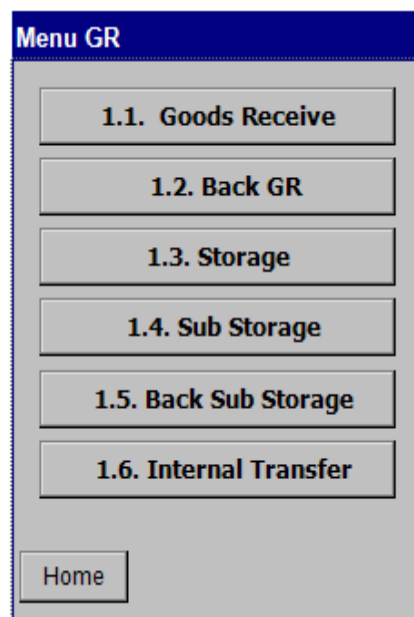 Menu GR
1.1. Goods Receive
1.2. Back GR
1.3. Storage
1.4. Sub Storage
1.5. Back Sub Storage
1.6. Internal Transfer
Home